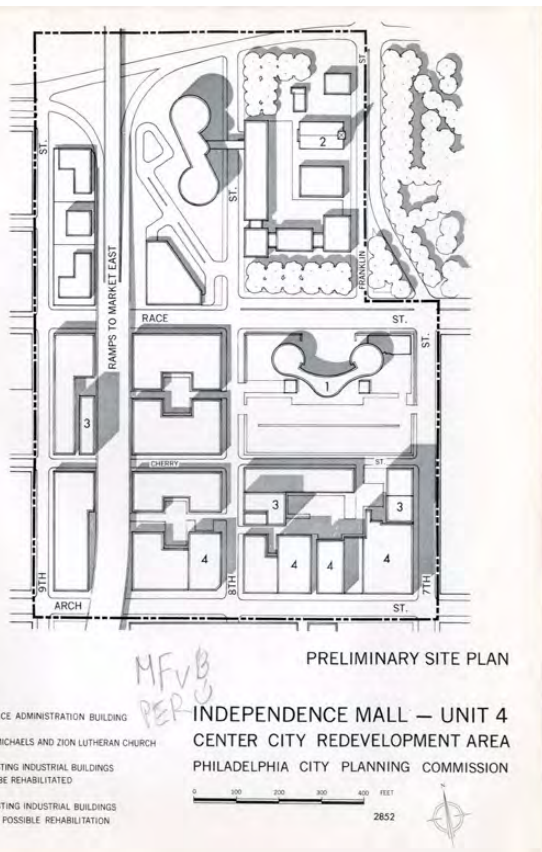 ST.
ST.
ST.
2
FRANKLIN
RAMPS TO MARKET EAST
RACE
ST.
ST.
1
3
CHERRY
ST.
3
3
4
4
4
4
9TH
8TH
7TH
ARCH
ST.
PRELIMINARY SITE PLAN
MFvB
PER
CE ADMINISTRATION BUILDING
INDEPENDENCE MALL — UNIT 4
MICHAELS AND ZION LUTHERAN CHURCH
CENTER CITY REDEVELOPMENT AREA
TING INDUSTRIAL BUILDINGS
BE REHABILITATED
PHILADELPHIA CITY PLANNING COMMISSION
0 100 200 300 400 FEET
TING INDUSTRIAL BUILDINGS
POSSIBLE REHABILITATION
2852
N